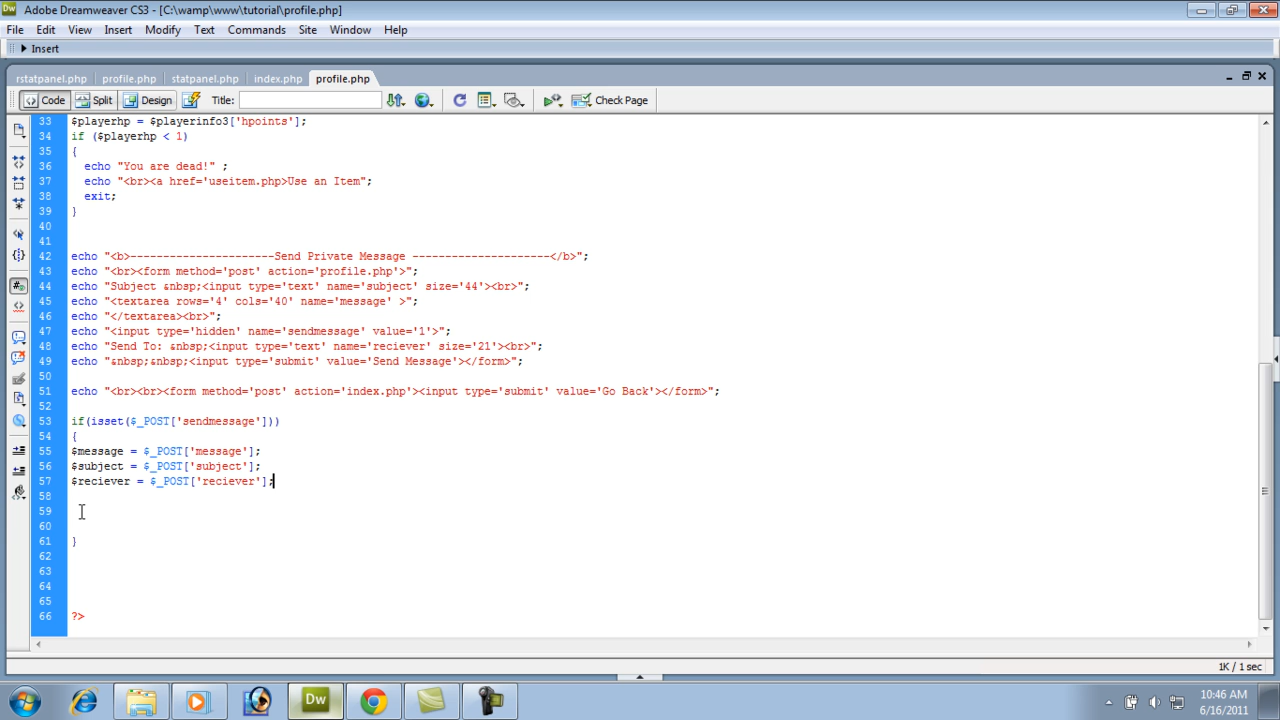 Adobe Dreamweaver CS3 - [C:\wamp\www\tutorial\profile.php]
File Edit View Insert Modify Text Commands Site Window Help
Insert
rstatpanel.php profile.php statpanel.php index.php profile.php
Code Split Design Title: Check Page
33 $playerhp = $playerinfo3['hpoints'];
34 if ($playerhp < 1)
35 {
36 echo "You are dead!" ;
37 echo "<br><a href='useitem.php>Use an Item";
38 exit;
39 }
40
41
42 echo "<b>----------------------Send Private Message ---------------------</b>";
43 echo "<br><form method='post' action='profile.php'>";
44 echo "Subject &nbsp;<input type='text' name='subject' size='44'><br>";
45 echo "<textarea rows='4' cols='40' name='message' >";
46 echo "</textarea><br>";
47 echo "<input type='hidden' name='sendmessage' value='1'>";
48 echo "Send To: &nbsp;<input type='text' name='reciever' size='21'><br>";
49 echo "&nbsp;&nbsp;<input type='submit' value='Send Message'></form>";
50
51 echo "<br><br><form method='post' action='index.php'><input type='submit' value='Go Back'></form>";
52
53 if(isset($_POST['sendmessage']))
54 {
55 $message = $_POST['message'];
56 $subject = $_POST['subject'];
57 $reciever = $_POST['reciever'];
58
59
60
61 }
62
63
64
65
66 ?>
1K / 1 sec
Dw
10:46 AM
6/16/2011